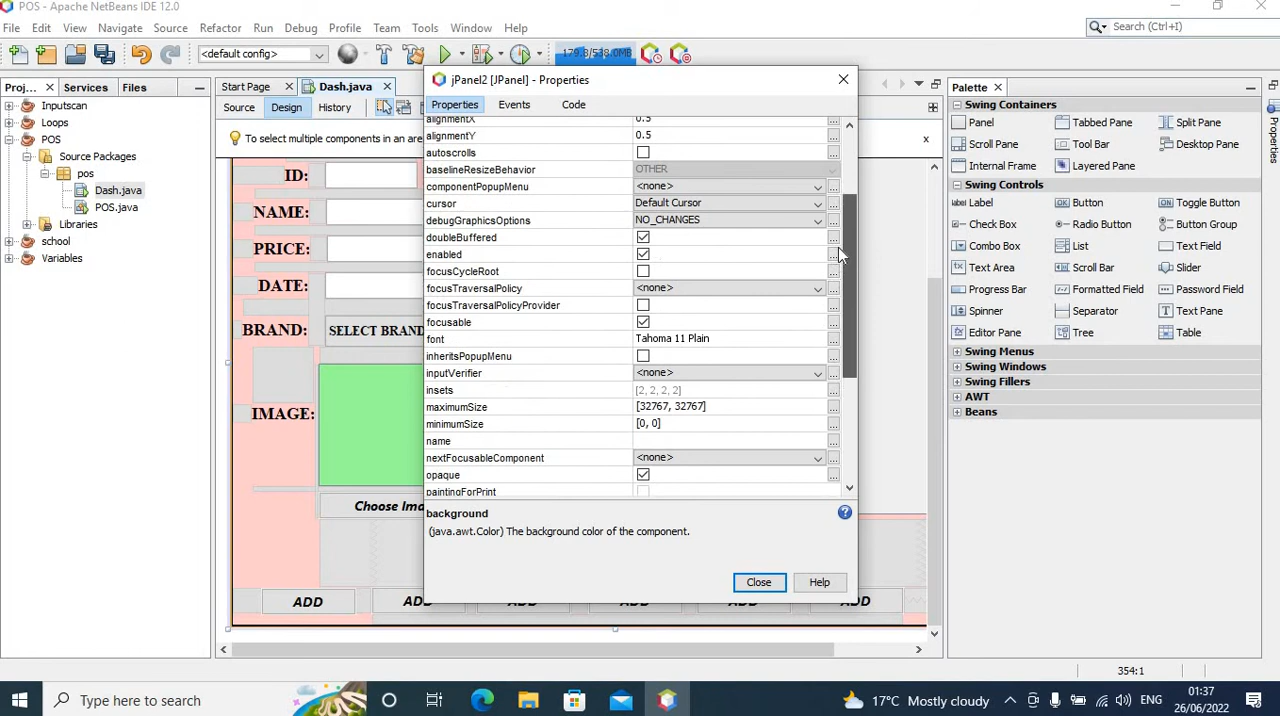 POS - Apache NetBeans IDE 12.0
File Edit Navigate Source Refactor Run Debug Profile Team Tools Window Help
Search (Ctrl+I)
<default config>
179.3/538.0MB
Proj... Files Services
Inputscan
Loops
POS
Source Packages
pos
Dash.java
POS.java
Libraries
school
Variables
Start Page Dash.java
Source Design History
To select multiple components in an are
ID:
NAME:
PRICE:
DATE:
BRAND: SELECT BRAND
IMAGE:
Choose Ima
ADD
ADD
ADD
jPanel2 [JPanel] - Properties
Properties Events Code
alignmentX 0.5
alignmentY 0.5
autoscrolls
baselineResizeBehavior OTHER
componentPopupMenu <none>
cursor Default Cursor
debugGraphicsOptions NO_CHANGES
doubleBuffered
enabled
focusCycleRoot
focusTraversalPolicy <none>
focusTraversalPolicyProvider
focusable
font Tahoma 11 Plain
inheritsPopupMenu
inputVerifier <none>
insets [2, 2, 2, 2]
maximumSize [32767, 32767]
minimumSize [0, 0]
name
nextFocusableComponent <none>
opaque
paintingForPrint
background
(java.awt.Color) The background color of the component.
Close Help
Palette
Swing Containers
Panel Tabbed Pane Split Pane
Scroll Pane Tool Bar Desktop Pane
Internal Frame Layered Pane
Swing Controls
Label Button Toggle Button
Check Box Radio Button Button Group
Combo Box List Text Field
Text Area Scroll Bar Slider
Progress Bar Formatted Field Password Field
Spinner Separator Text Pane
Editor Pane Tree Table
Swing Menus
Swing Windows
Swing Fillers
AWT
Beans
Properties
354:1
Type here to search
17°C Mostly cloudy
ENG
01:37
26/06/2022